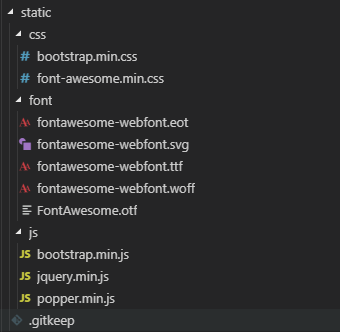 static
css
# bootstrap.min.css
# font-awesome.min.css
font
fontawesome-webfont.eot
fontawesome-webfont.svg
fontawesome-webfont.ttf
fontawesome-webfont.woff
FontAwesome.otf
js
JS bootstrap.min.js
JS jquery.min.js
JS popper.min.js
.gitkeep